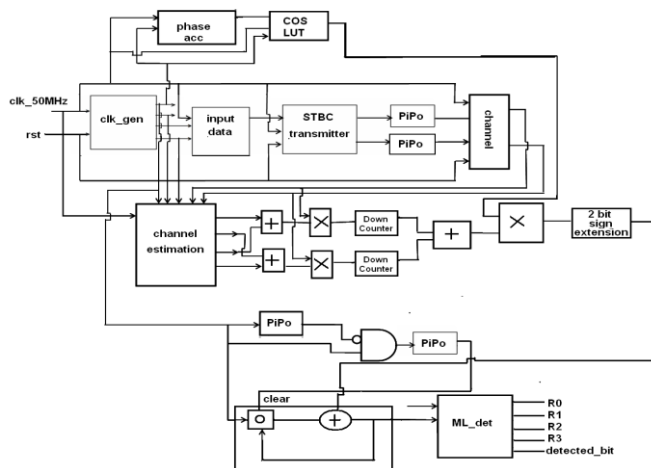 phase
acc
COS
LUT
clk_50MHz
rst
clk_gen
input
data
STBC
transmitter
PiPo
PiPo
channel
channel
estimation
+
+
X
X
Down
Counter
Down
Counter
+
X
2 bit
sign
extension
PiPo
PiPo
clear
O
+
ML_det
R0
R1
R2
R3
detected_bit